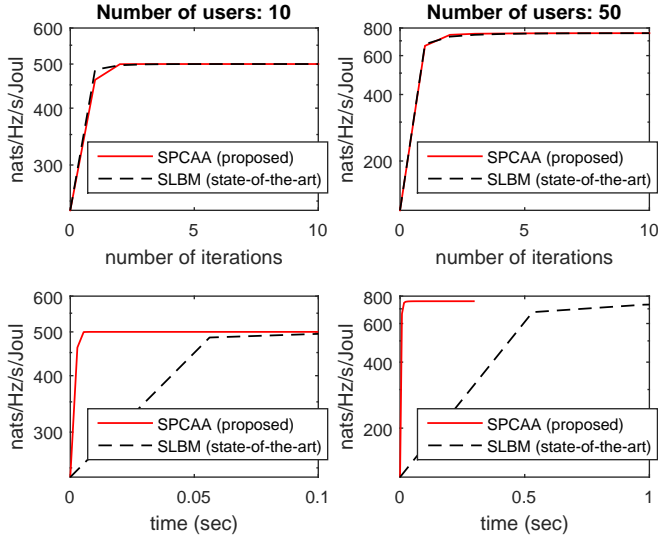 Number of users: 10
600
500
300
nats/Hz/s/Joul
SPCAA (proposed)
SLBM (state-of-the-art)
0
5
10
number of iterations
Number of users: 50
800
600
400
200
nats/Hz/s/Joul
SPCAA (proposed)
SLBM (state-of-the-art)
0
5
10
number of iterations
600
500
400
300
nats/Hz/s/Joul
SPCAA (proposed)
SLBM (state-of-the-art)
0
0.05
0.1
time (sec)
800
600
400
200
nats/Hz/s/Joul
SPCAA (proposed)
SLBM (state-of-the-art)
0
0.5
1
time (sec)